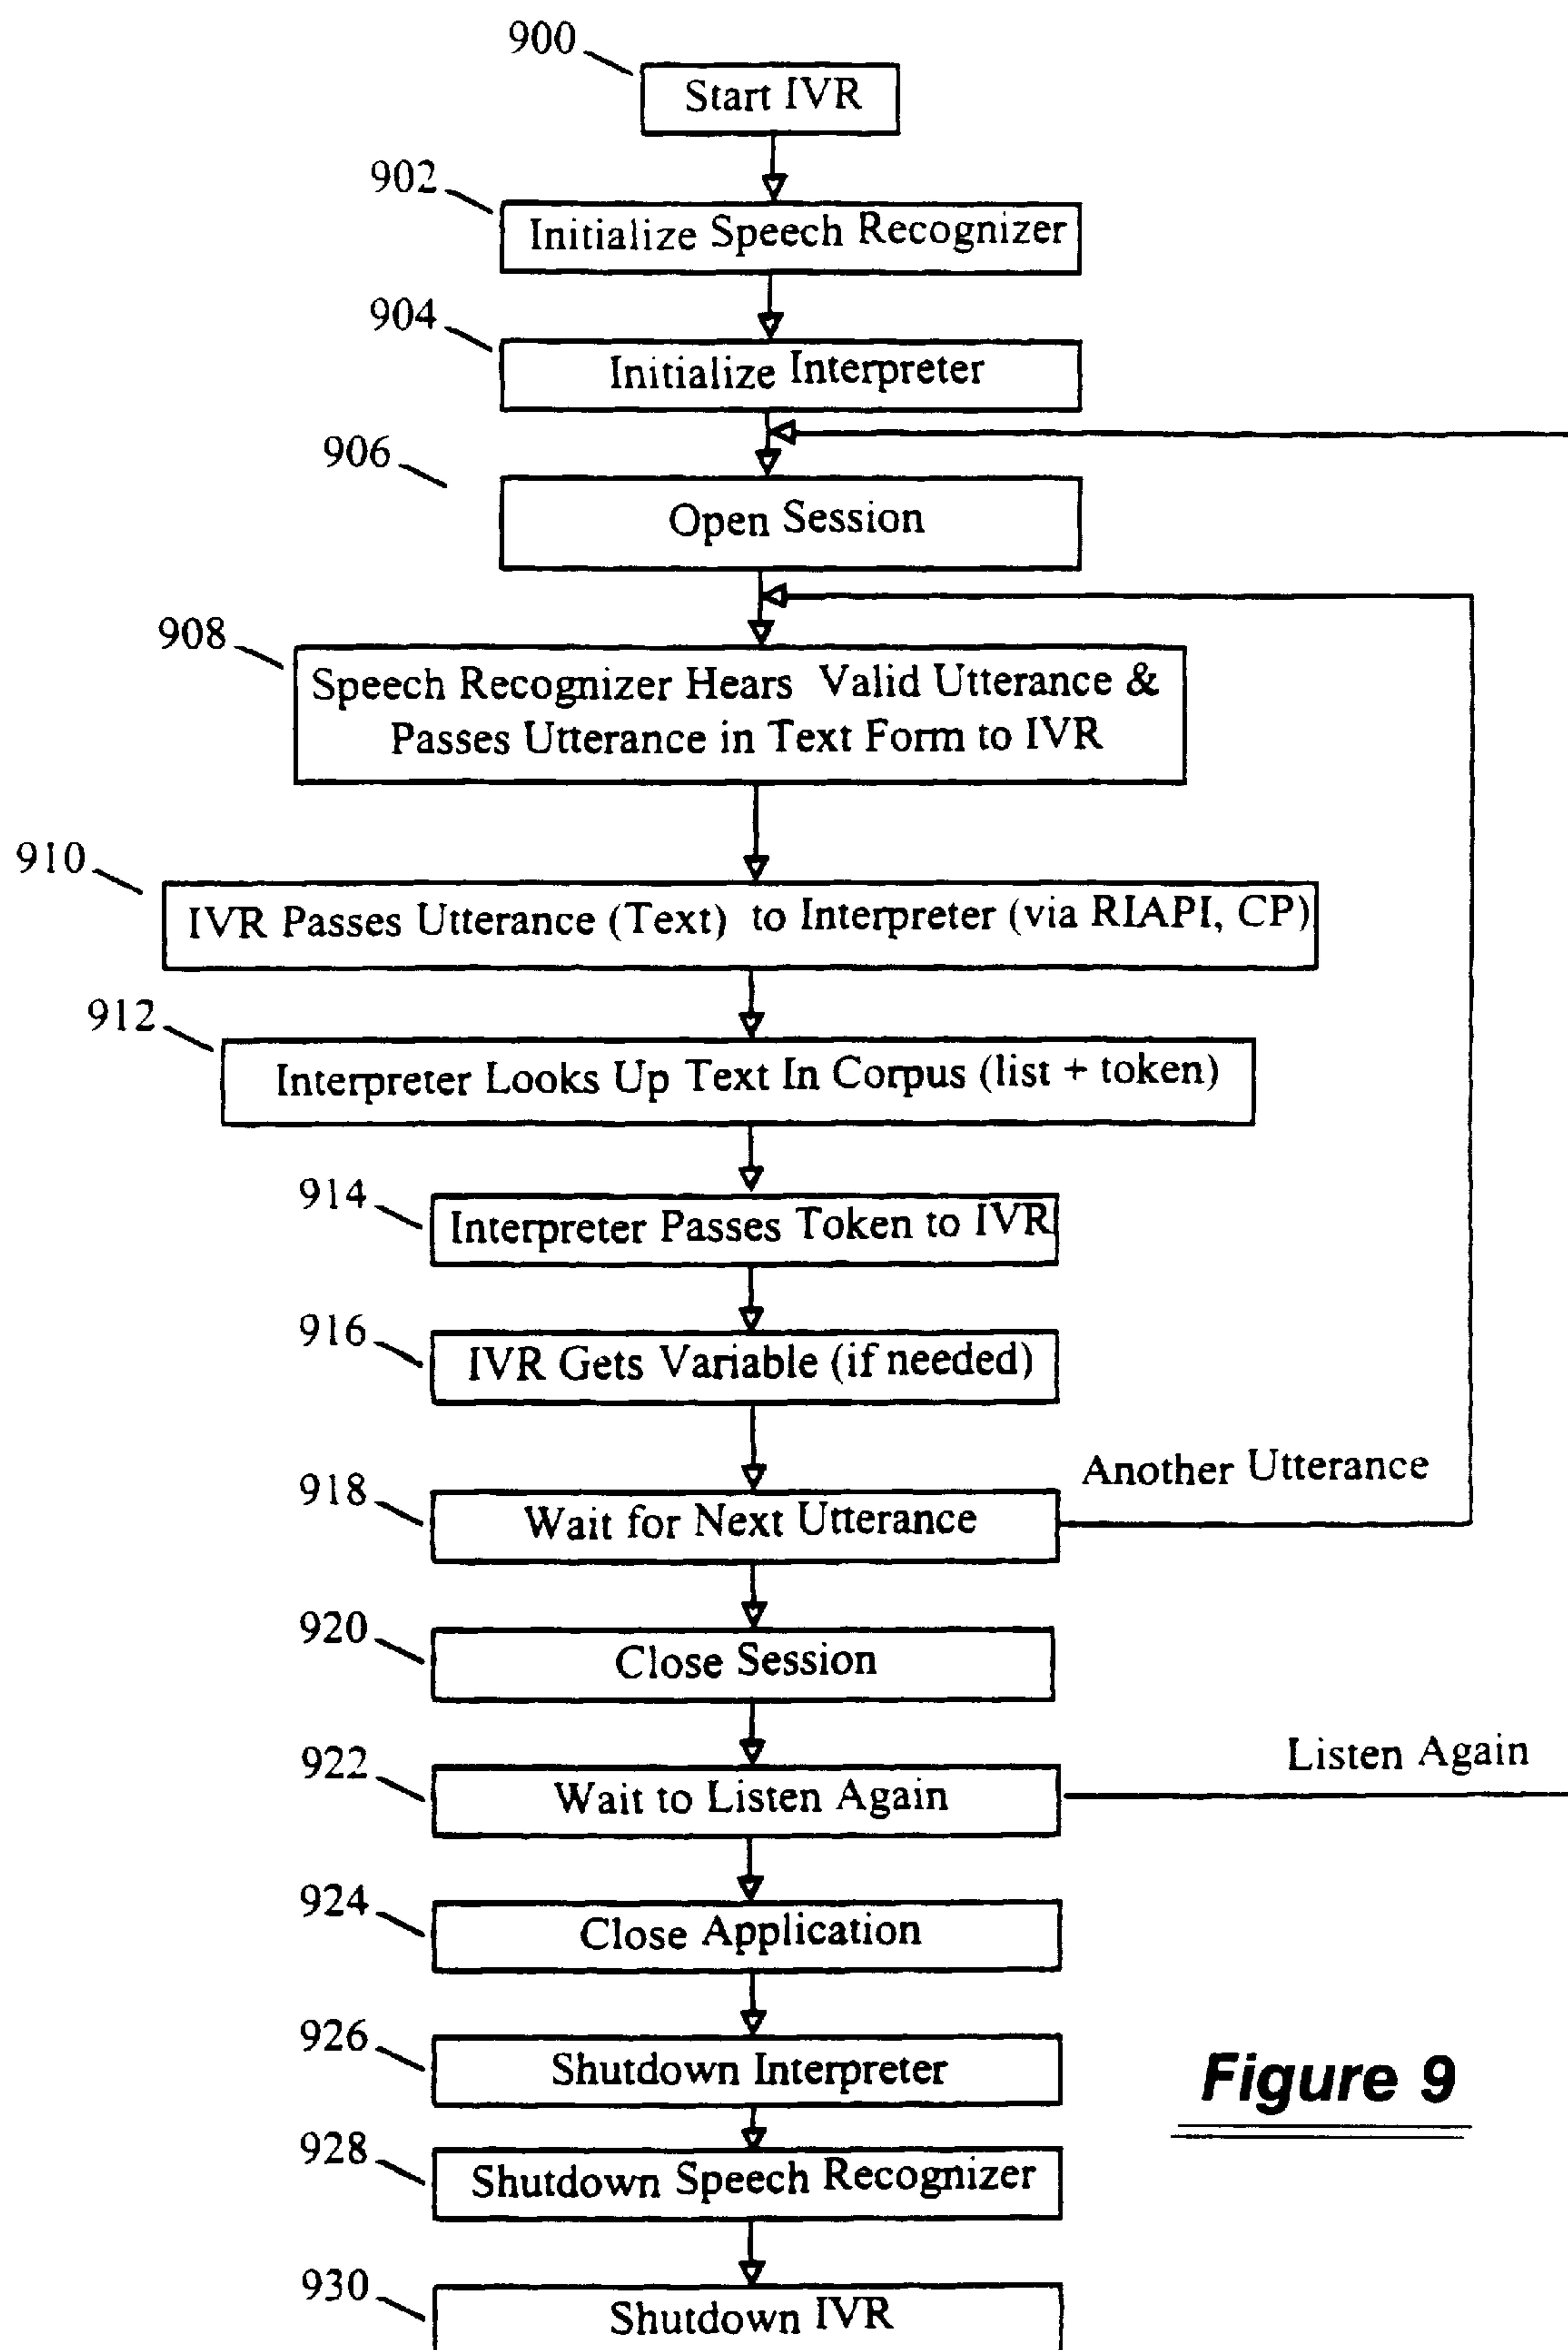 900
Start IVR
902
Initialize Speech Recognizer
904
Initialize Interpreter
906
Open Session
908
Speech Recognizer Hears Valid Utterance &
Passes Utterance in Text Form to IVR
910
IVR Passes Utterance (Text) to Interpreter (via RIAPI, CP)
912
Interpreter Looks Up Text In Corpus (list + token)
914
Interpreter Passes Token to IVR
916
IVR Gets Variable (if needed)
918
Wait for Next Utterance
Another Utterance
920
Close Session
922
Wait to Listen Again
Listen Again
924
Close Application
926
Shutdown Interpreter
928
Shutdown Speech Recognizer
930
Shutdown IVR
Figure 9